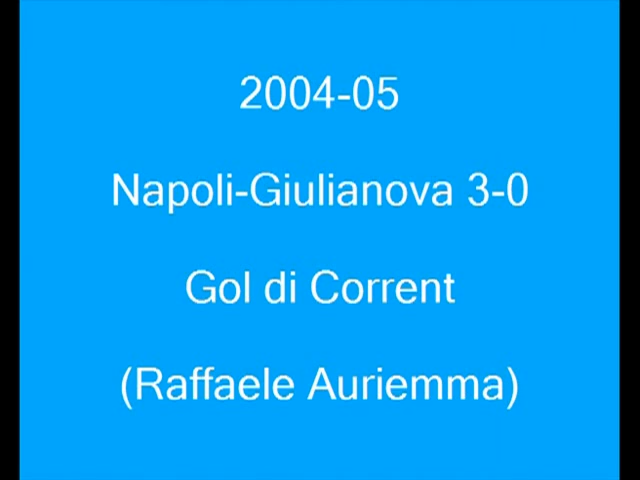 2004-05
Napoli-Giulianova 3-0
Gol di Corrent
(Raffaele Auriemma)